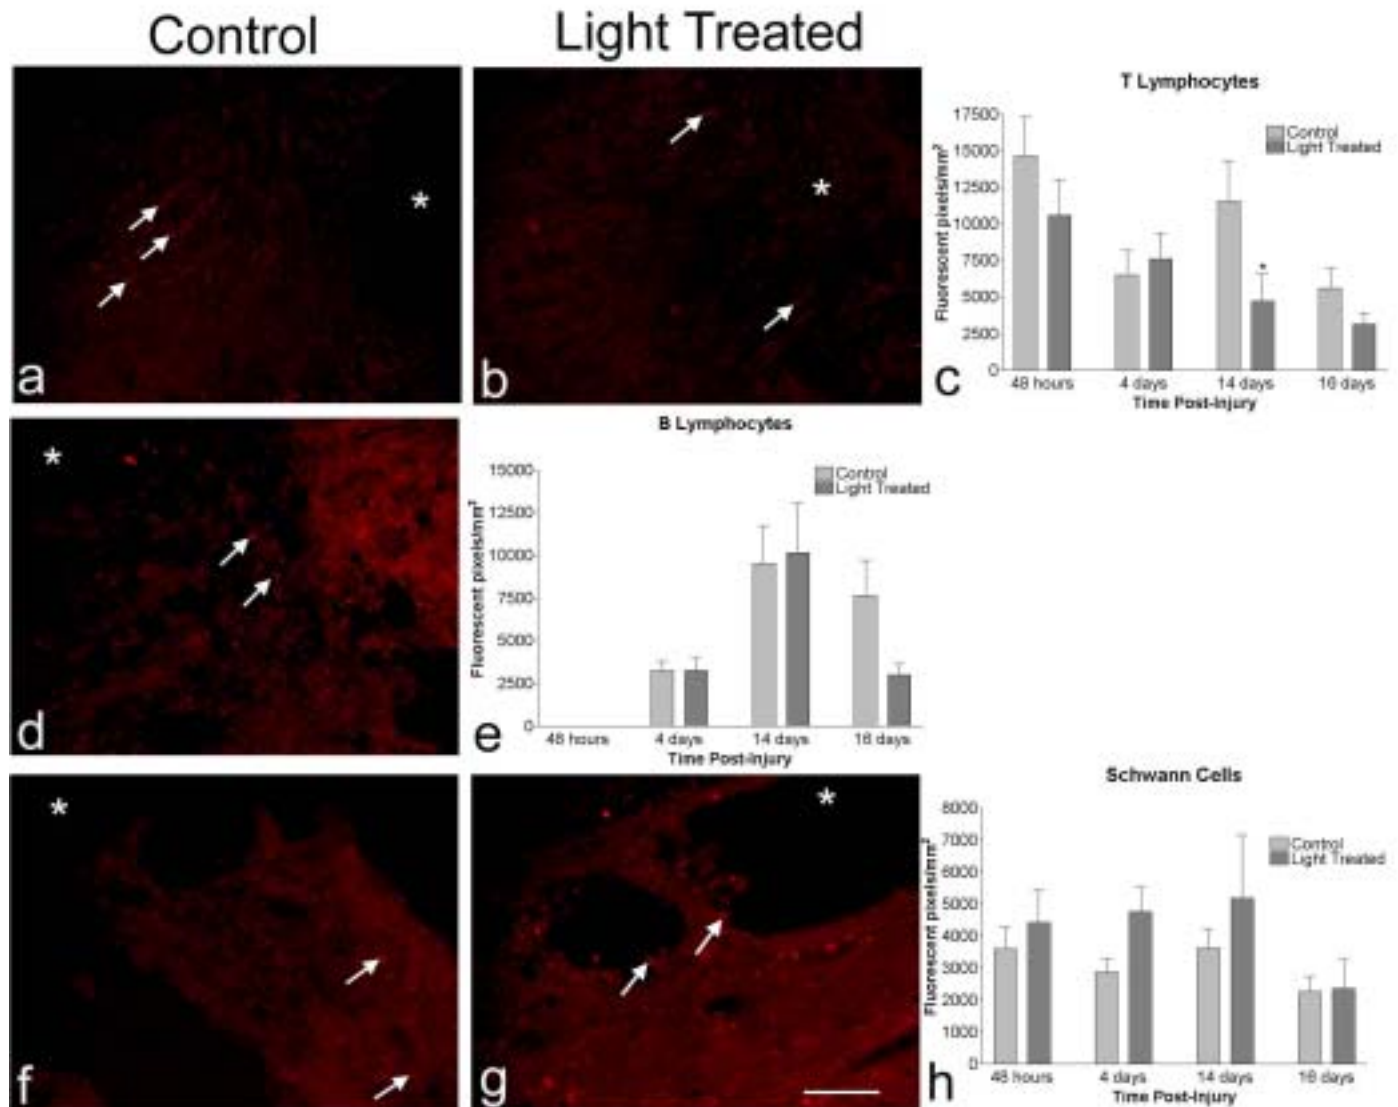 Control
Light Treated
a
*
b
*
T Lymphocytes
Fluorescent pixels/mm²
17500
15000
12500
10000
7500
5000
2500
0
Control
Light Treated
*
48 hours 4 days 14 days 16 days
Time Post-Injury
c
*
d
B Lymphocytes
Fluorescent pixels/mm²
15000
12500
10000
7500
5000
2500
0
Control
Light Treated
48 hours 4 days 14 days 16 days
Time Post-Injury
e
*
f
*
g
Schwann Cells
Fluorescent pixels/mm²
8000
7000
6000
5000
4000
3000
2000
1000
0
Control
Light Treated
48 hours 4 days 14 days 16 days
Time Post-Injury
h